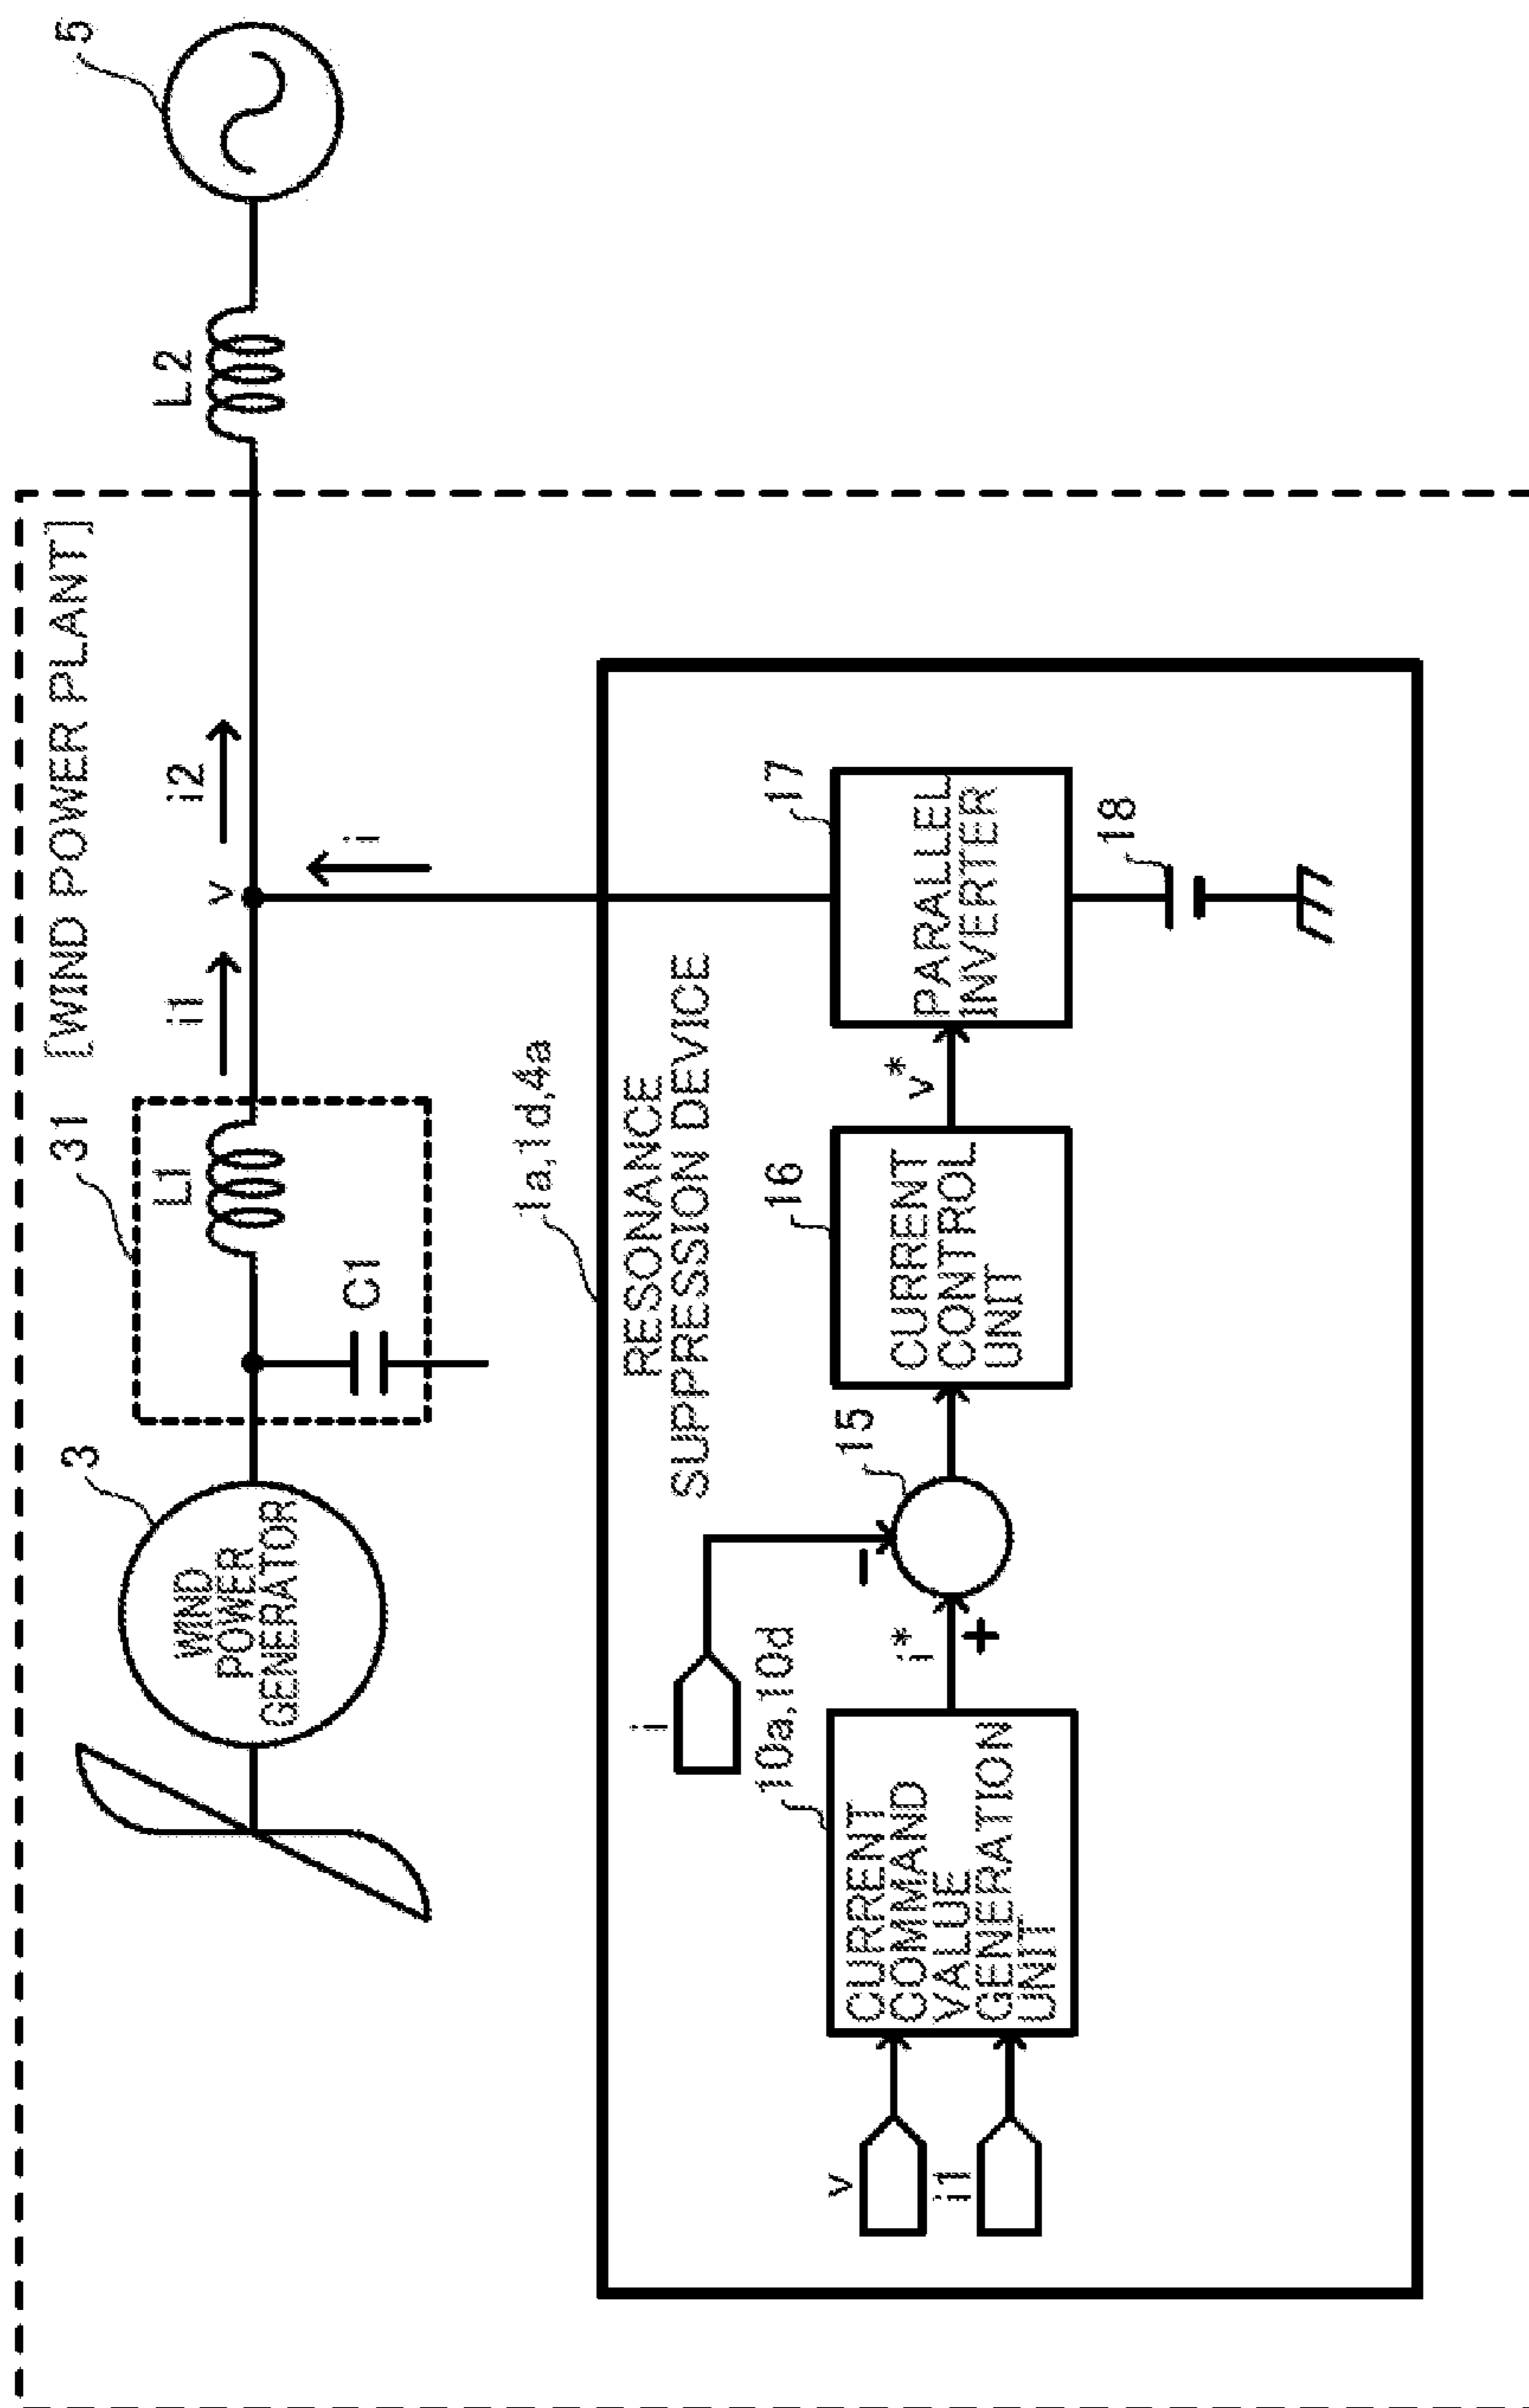 31 [WIND POWER PLANT]
5
3
L1
L2
i1
i2
v
WIND
POWER
GENERATOR
C1
i
1a,1d,4a
RESONANCE
SUPPRESSION DEVICE
i
10a,10d
15
16
17
v
i1
CURRENT
COMMAND
VALUE
GENERATION
UNIT
i*
+
−
CURRENT
CONTROL
UNIT
v*
PARALLEL
INVERTER
18